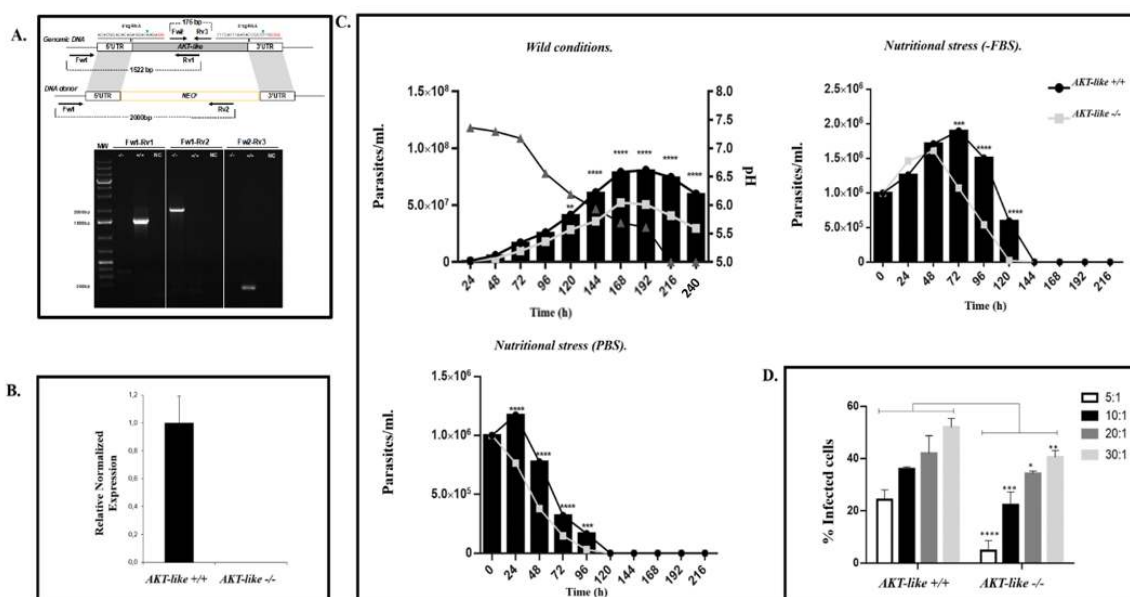 A.
176 bp
Fw2 Rv3
Genomic DNA
5'UTR AKT-like 3'UTR
Fw1 Rv1
1522 bp
DNA donor
5'UTR NEOʳ 3'UTR
Fw1 Rv2
2000bp
Fw1-Rv1 Fw1-Rv2 Fw2-Rv3
MW -/- +/+ NC -/- +/+ NC -/- +/+ NC
B.
Relative Normalized Expression
1,4
1,2
1,0
0,8
0,6
0,4
0,2
0,0
AKT-like +/+ AKT-like -/-
C.
Wild conditions.
Parasites/ml.
1.5×10⁸
1.0×10⁸
5.0×10⁷
0
pH
8.0
7.5
7.0
6.5
6.0
5.5
5.0
** **** **** **** **** ****
24 48 72 96 120 144 168 192 216 240
Time (h)
Nutritional stress (-FBS).
AKT-like +/+
AKT-like -/-
Parasites/ml.
2.0×10⁶
1.5×10⁶
1.0×10⁶
5.0×10⁵
0
*** **** ****
0 24 48 72 96 120 144 168 192 216
Time (h)
Nutritional stress (PBS).
Parasites/ml.
1.5×10⁶
1.0×10⁶
5.0×10⁵
0
**** **** **** ***
0 24 48 72 96 120 144 168 192 216
Time (h)
D.
% Infected cells
60
40
20
0
5:1
10:1
20:1
30:1
**** *** * **
AKT-like +/+ AKT-like -/-